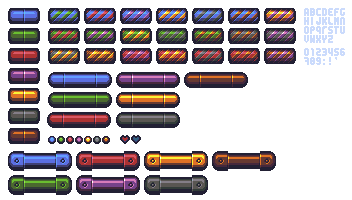 ABCDEFG
HIJKLMN
OPQRSTU
VWXYZ
0123456
789:!'